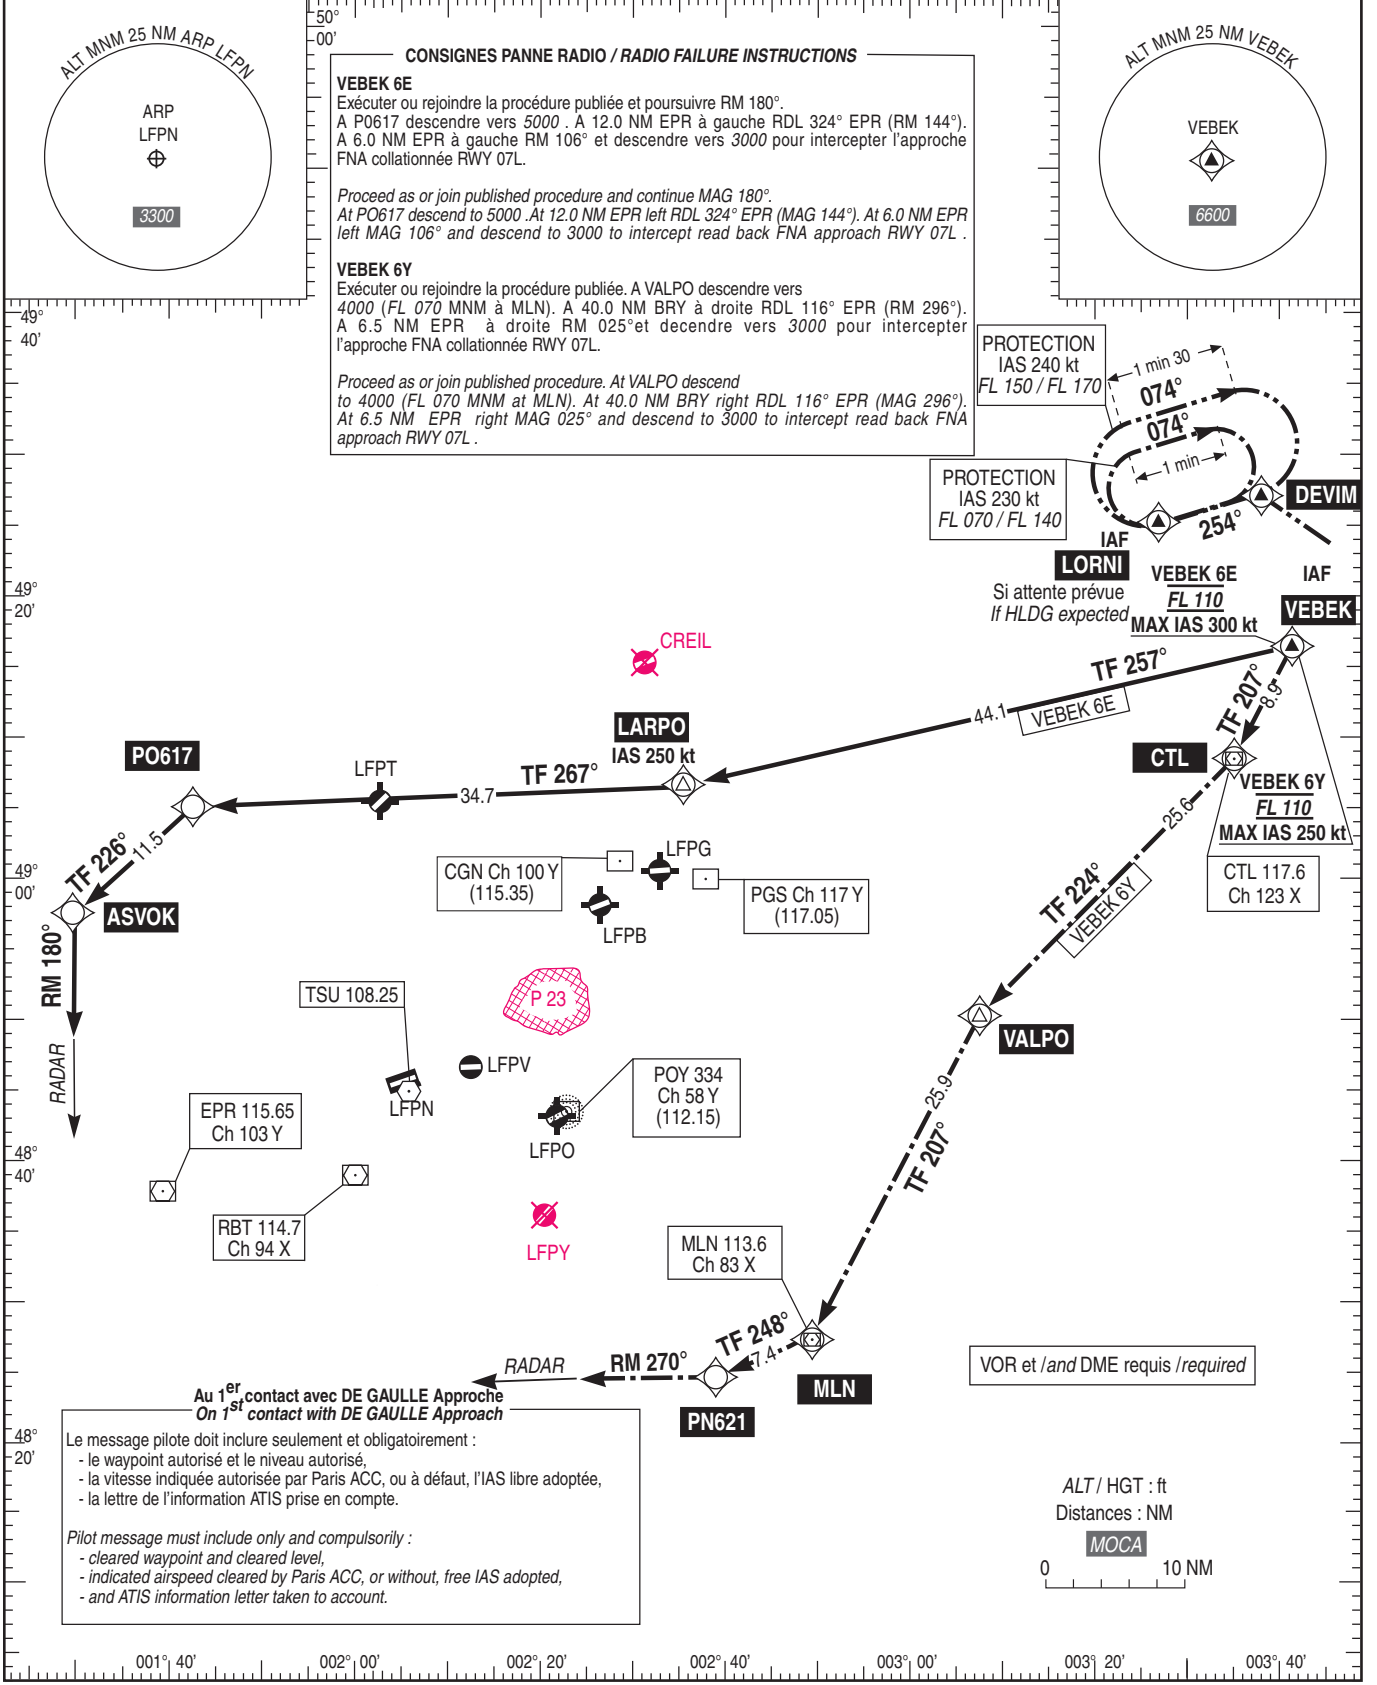 ALT MNM 25 NM ARP LFPN
ARP
LFPN
3300
50°
00'
CONSIGNES PANNE RADIO / RADIO FAILURE INSTRUCTIONS
VEBEK 6E
Exécuter ou rejoindre la procédure publiée et poursuivre RM 180°.
A P0617 descendre vers 5000 . A 12.0 NM EPR à gauche RDL 324° EPR (RM 144°).
A 6.0 NM EPR à gauche RM 106° et descendre vers 3000 pour intercepter l'approche
FNA collationnée RWY 07L.
Proceed as or join published procedure and continue MAG 180°.
At PO617 descend to 5000 .At 12.0 NM EPR left RDL 324° EPR (MAG 144°). At 6.0 NM EPR
left MAG 106° and descend to 3000 to intercept read back FNA approach RWY 07L .
VEBEK 6Y
Exécuter ou rejoindre la procédure publiée. A VALPO descendre vers
4000 (FL 070 MNM à MLN). A 40.0 NM BRY à droite RDL 116° EPR (RM 296°).
A 6.5 NM EPR à droite RM 025°et decendre vers 3000 pour intercepter
l'approche FNA collationnée RWY 07L.
Proceed as or join published procedure. At VALPO descend
to 4000 (FL 070 MNM at MLN). At 40.0 NM BRY right RDL 116° EPR (MAG 296°).
At 6.5 NM EPR right MAG 025° and descend to 3000 to intercept read back FNA
approach RWY 07L .
ALT MNM 25 NM VEBEK
VEBEK
6600
49°
40'
PROTECTION
IAS 240 kt
FL 150 / FL 170
1 min 30
074°
074°
1 min
PROTECTION
IAS 230 kt
FL 070 / FL 140
254°
DEVIM
IAF
LORNI
Si attente prévue
If HLDG expected
VEBEK 6E
FL 110
MAX IAS 300 kt
IAF
VEBEK
49°
20'
CREIL
TF 257°
44.1
VEBEK 6E
TF 207°
8.9
LARPO
IAS 250 kt
PO617
LFPT
TF 267°
34.7
CTL
VEBEK 6Y
FL 110
MAX IAS 250 kt
CTL 117.6
Ch 123 X
25.6
TF 224°
VEBEK 6Y
TF 226°
11.5
49°
00'
ASVOK
CGN Ch 100 Y
(115.35)
LFPG
PGS Ch 117 Y
(117.05)
LFPB
RM 180°
RADAR
TSU 108.25
P 23
VALPO
LFPV
LFPN
POY 334
Ch 58 Y
(112.15)
LFPO
EPR 115.65
Ch 103 Y
25.9
TF 207°
48°
40'
RBT 114.7
Ch 94 X
LFPY
MLN 113.6
Ch 83 X
TF 248°
7.4
RM 270°
RADAR
MLN
PN621
VOR et /and DME requis /required
Au 1er contact avec DE GAULLE Approche
On 1st contact with DE GAULLE Approach
Le message pilote doit inclure seulement et obligatoirement :
- le waypoint autorisé et le niveau autorisé,
- la vitesse indiquée autorisée par Paris ACC, ou à défaut, l'IAS libre adoptée,
- la lettre de l'information ATIS prise en compte.
Pilot message must include only and compulsorily :
- cleared waypoint and cleared level,
- indicated airspeed cleared by Paris ACC, or without, free IAS adopted,
- and ATIS information letter taken to account.
48°
20'
ALT / HGT : ft
Distances : NM
MOCA
0 10 NM
001° 40' 002° 00' 002° 20' 002° 40' 003° 00' 003° 20' 003° 40'